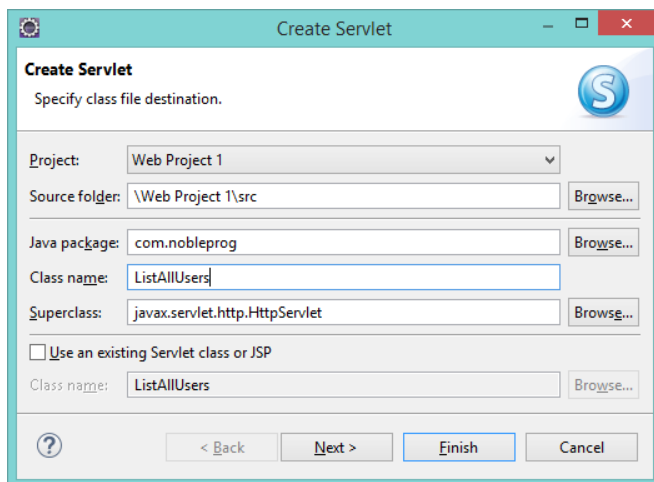 Create Servlet
Create Servlet
Specify class file destination.
S
Project: Web Project 1
Source folder: \Web Project 1\src Browse...
Java package: com.nobleprog Browse...
Class name: ListAllUsers
Superclass: javax.servlet.http.HttpServlet Browse...
Use an existing Servlet class or JSP
Class name: ListAllUsers Browse...
? < Back Next > Finish Cancel